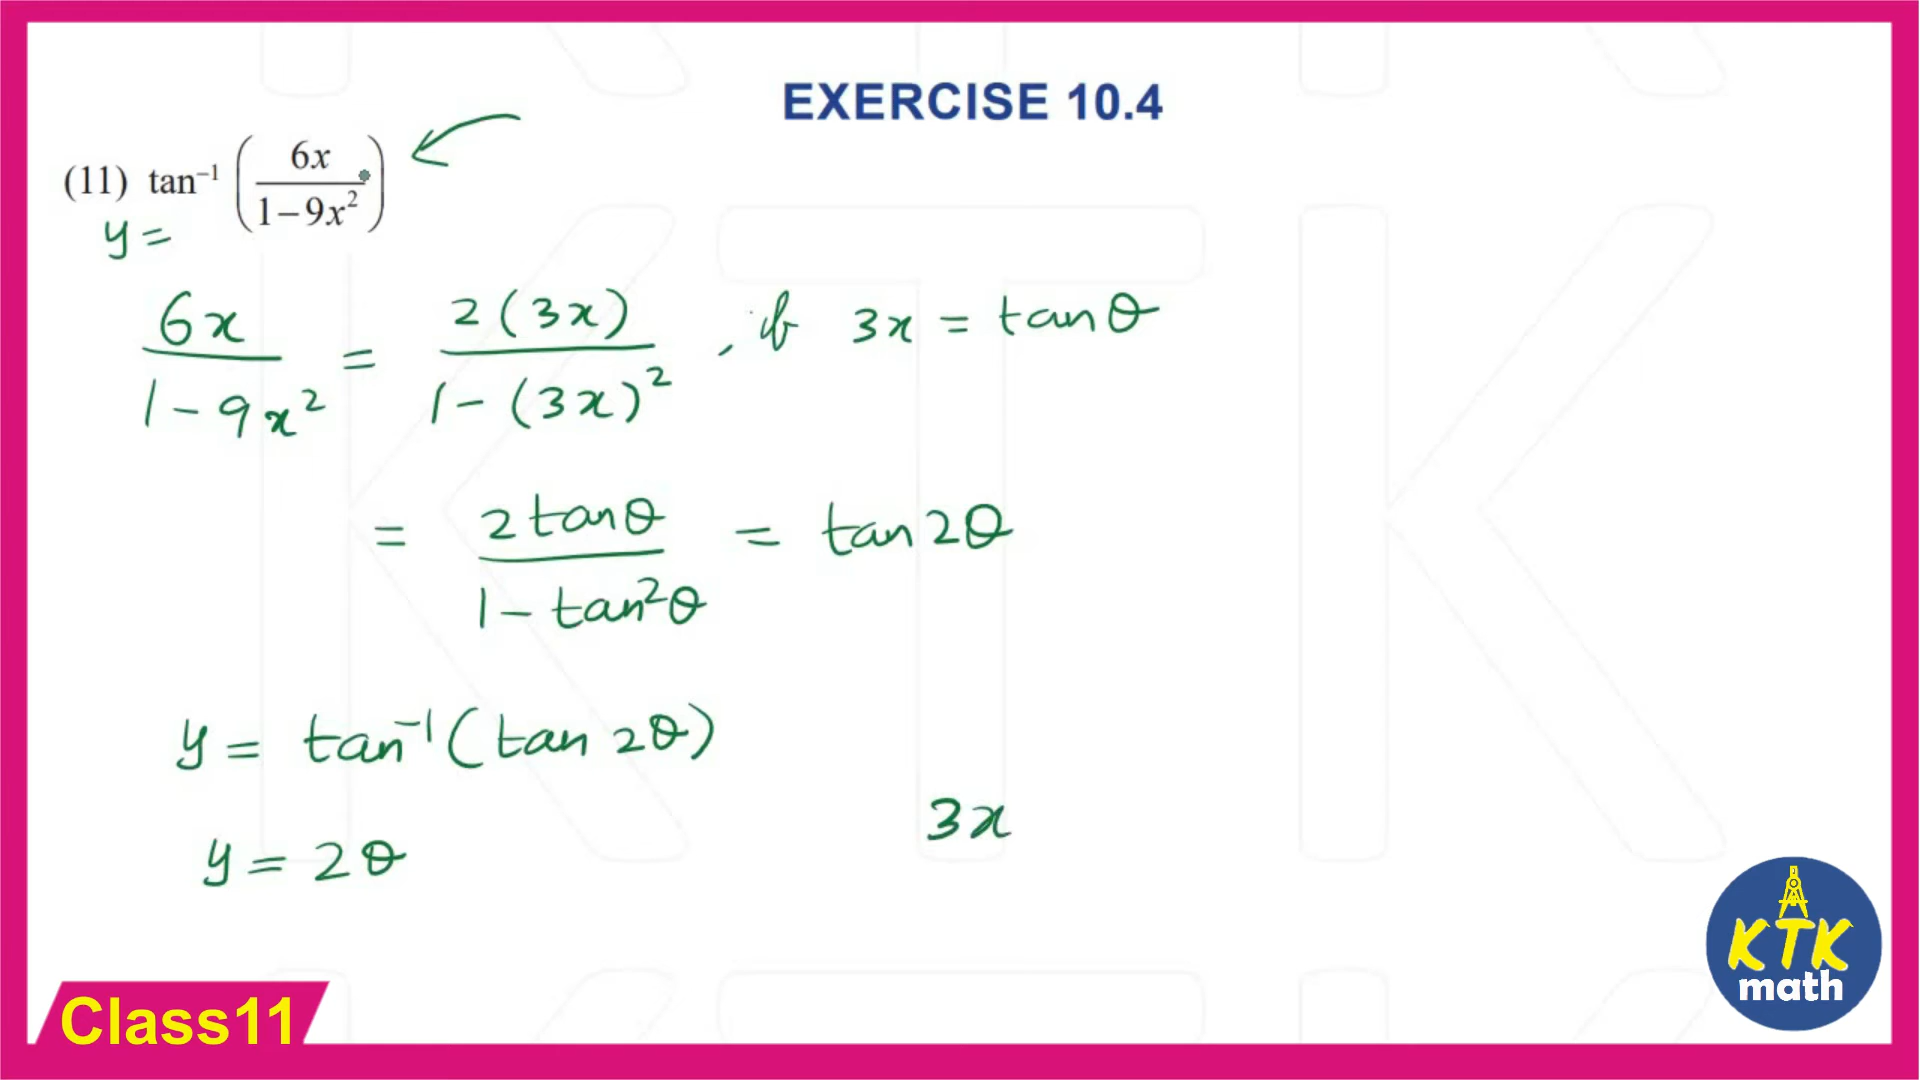 EXERCISE 10.4
(11) tan⁻¹ (6x / 1−9x²)
y =
6x / 1 − 9x² = 2(3x) / 1 − (3x)² , if 3x = tanθ
= 2tanθ / 1 − tan²θ = tan2θ
y = tan⁻¹(tan 2θ)
3x
y = 2θ
KTK
math
Class11